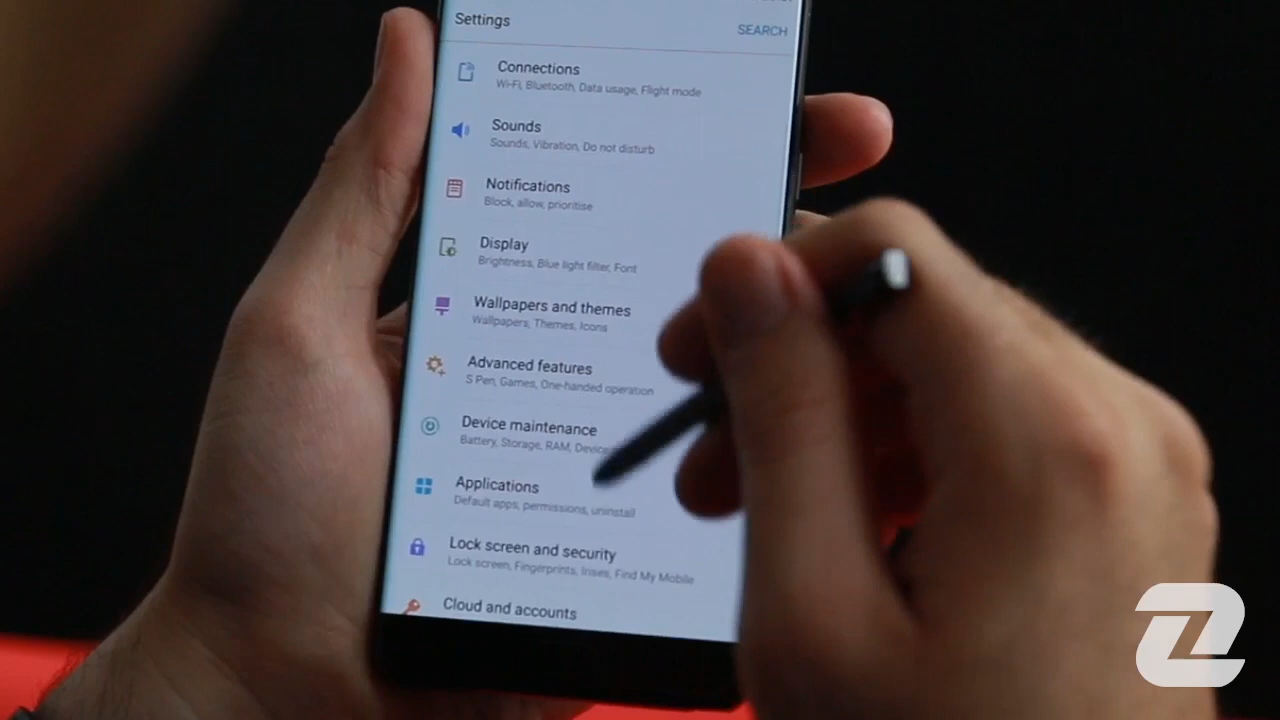 Settings
SEARCH
Connections
Wi-Fi, Bluetooth, Data usage, Flight mode
Sounds
Sounds, Vibration, Do not disturb
Notifications
Block, allow, prioritise
Display
Brightness, Blue light filter, Font
Wallpapers and themes
Wallpapers, Themes, Icons
Advanced features
S Pen, Games, One-handed operation
Device maintenance
Battery, Storage, RAM, Device
Applications
Default apps, permissions, uninstall
Lock screen and security
Lock screen, Fingerprints, Irises, Find My Mobile
Cloud and accounts